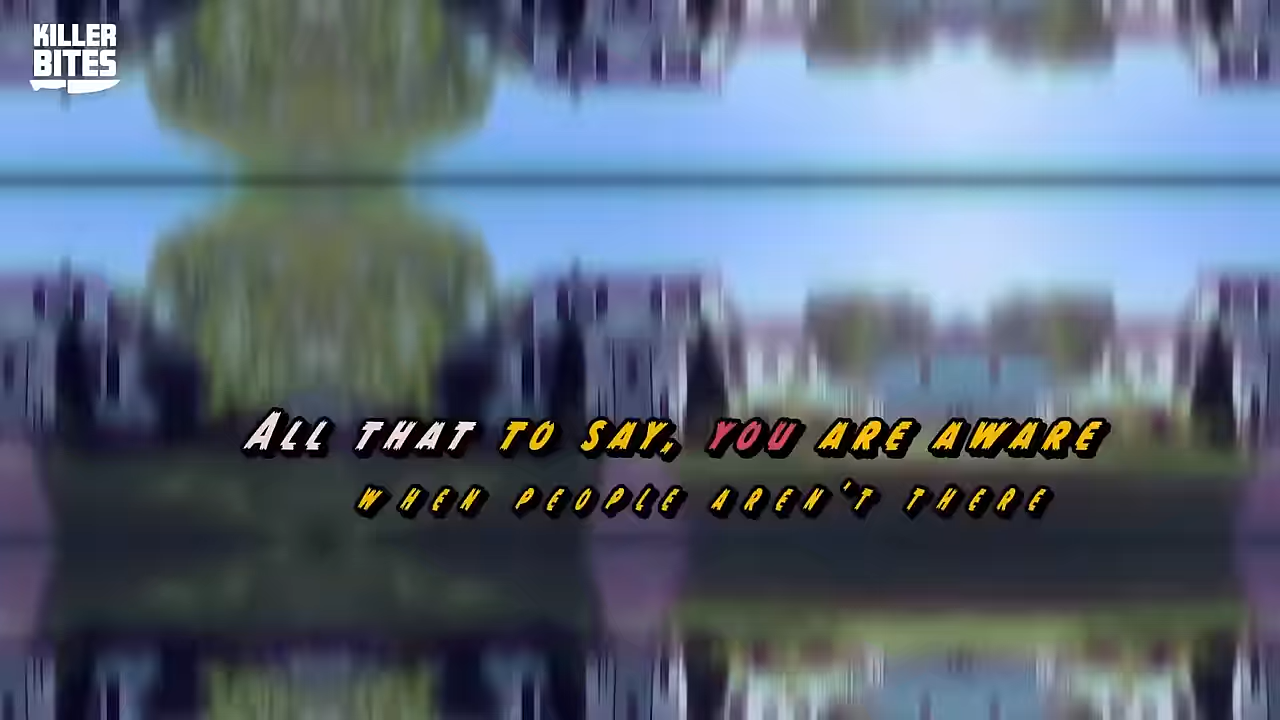 KILLER
BITES
ALL THAT TO SAY, YOU ARE AWARE
WHEN PEOPLE AREN'T THERE